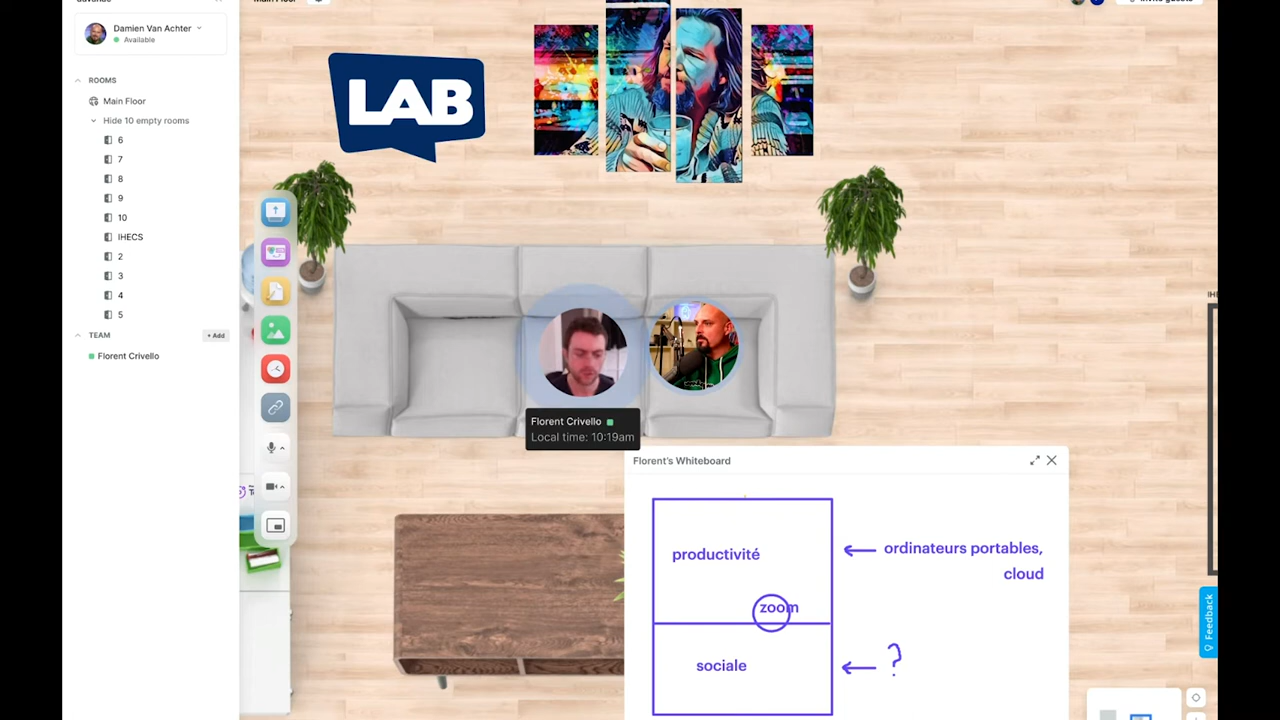 Damien Van Achter
Available
ROOMS
Main Floor
Hide 10 empty rooms
6
7
8
9
10
IHECS
2
3
4
5
TEAM
+ Add
Florent Crivello
LAB
Florent Crivello
Local time: 10:19am
Florent's Whiteboard
productivité
zoom
sociale
ordinateurs portables,
cloud
?
Feedback